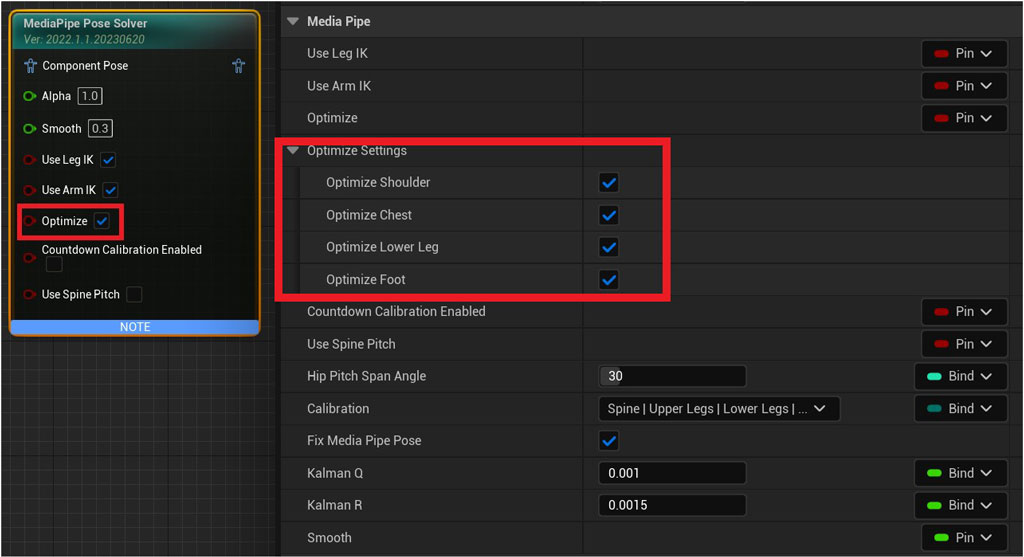 MediaPipe Pose Solver
Ver: 2022.1.1.20230620
Component Pose
Alpha 1.0
Smooth 0.3
Use Leg IK
Use Arm IK
Optimize
Countdown Calibration Enabled
Use Spine Pitch
NOTE
Media Pipe
Use Leg IK Pin
Use Arm IK Pin
Optimize Pin
Optimize Settings
Optimize Shoulder
Optimize Chest
Optimize Lower Leg
Optimize Foot
Countdown Calibration Enabled Pin
Use Spine Pitch Pin
Hip Pitch Span Angle 30 Bind
Calibration Spine | Upper Legs | Lower Legs | ... Bind
Fix Media Pipe Pose
Kalman Q 0.001 Bind
Kalman R 0.0015 Bind
Smooth Pin